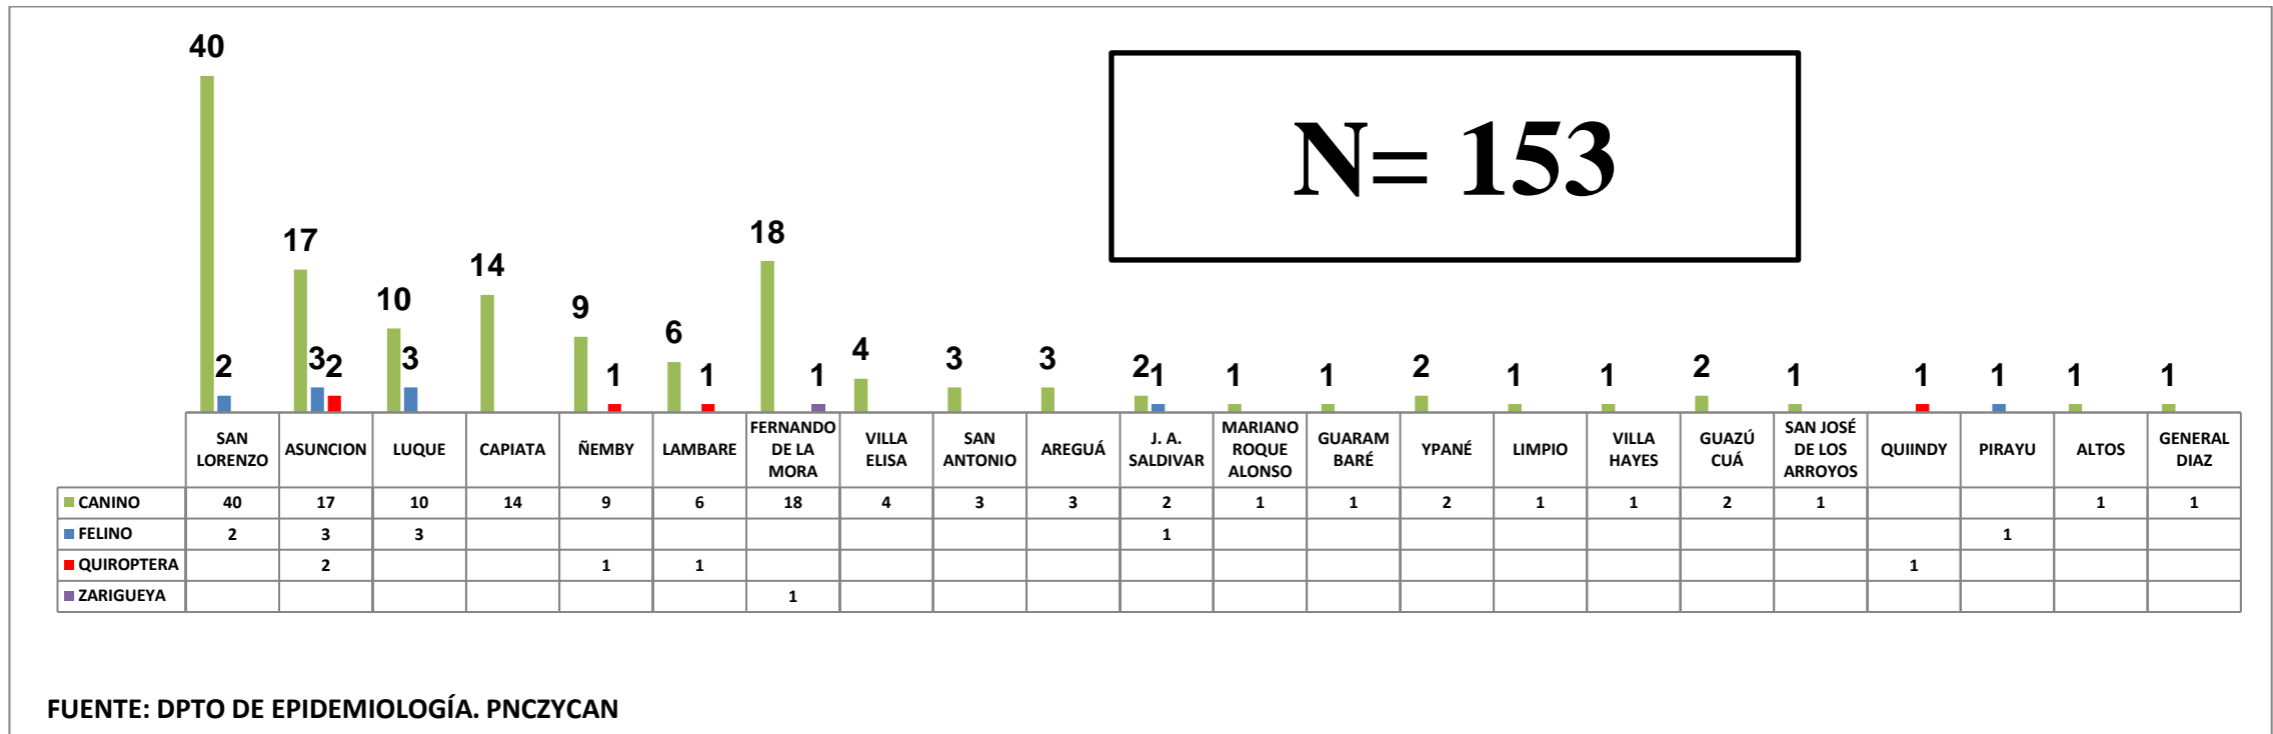 40
N= 153
17
18
10
14
9
6
2
3
2
3
1
1
1
4
3
3
2
1
1
1
2
1
1
2
1
1
1
1
1
SAN LORENZO
ASUNCION
LUQUE
CAPIATA
ÑEMBY
LAMBARE
FERNANDO DE LA MORA
VILLA ELISA
SAN ANTONIO
AREGUÁ
J. A. SALDIVAR
MARIANO ROQUE ALONSO
GUARAM BARÉ
YPANÉ
LIMPIO
VILLA HAYES
GUAZÚ CUÁ
SAN JOSÉ DE LOS ARROYOS
QUIINDY
PIRAYU
ALTOS
GENERAL DIAZ
CANINO 40 17 10 14 9 6 18 4 3 3 2 1 1 2 1 1 2 1 1 1
FELINO 2 3 3 1 1
QUIROPTERA 2 1 1 1
ZARIGUEYA 1
FUENTE: DPTO DE EPIDEMIOLOGÍA. PNCZYCAN